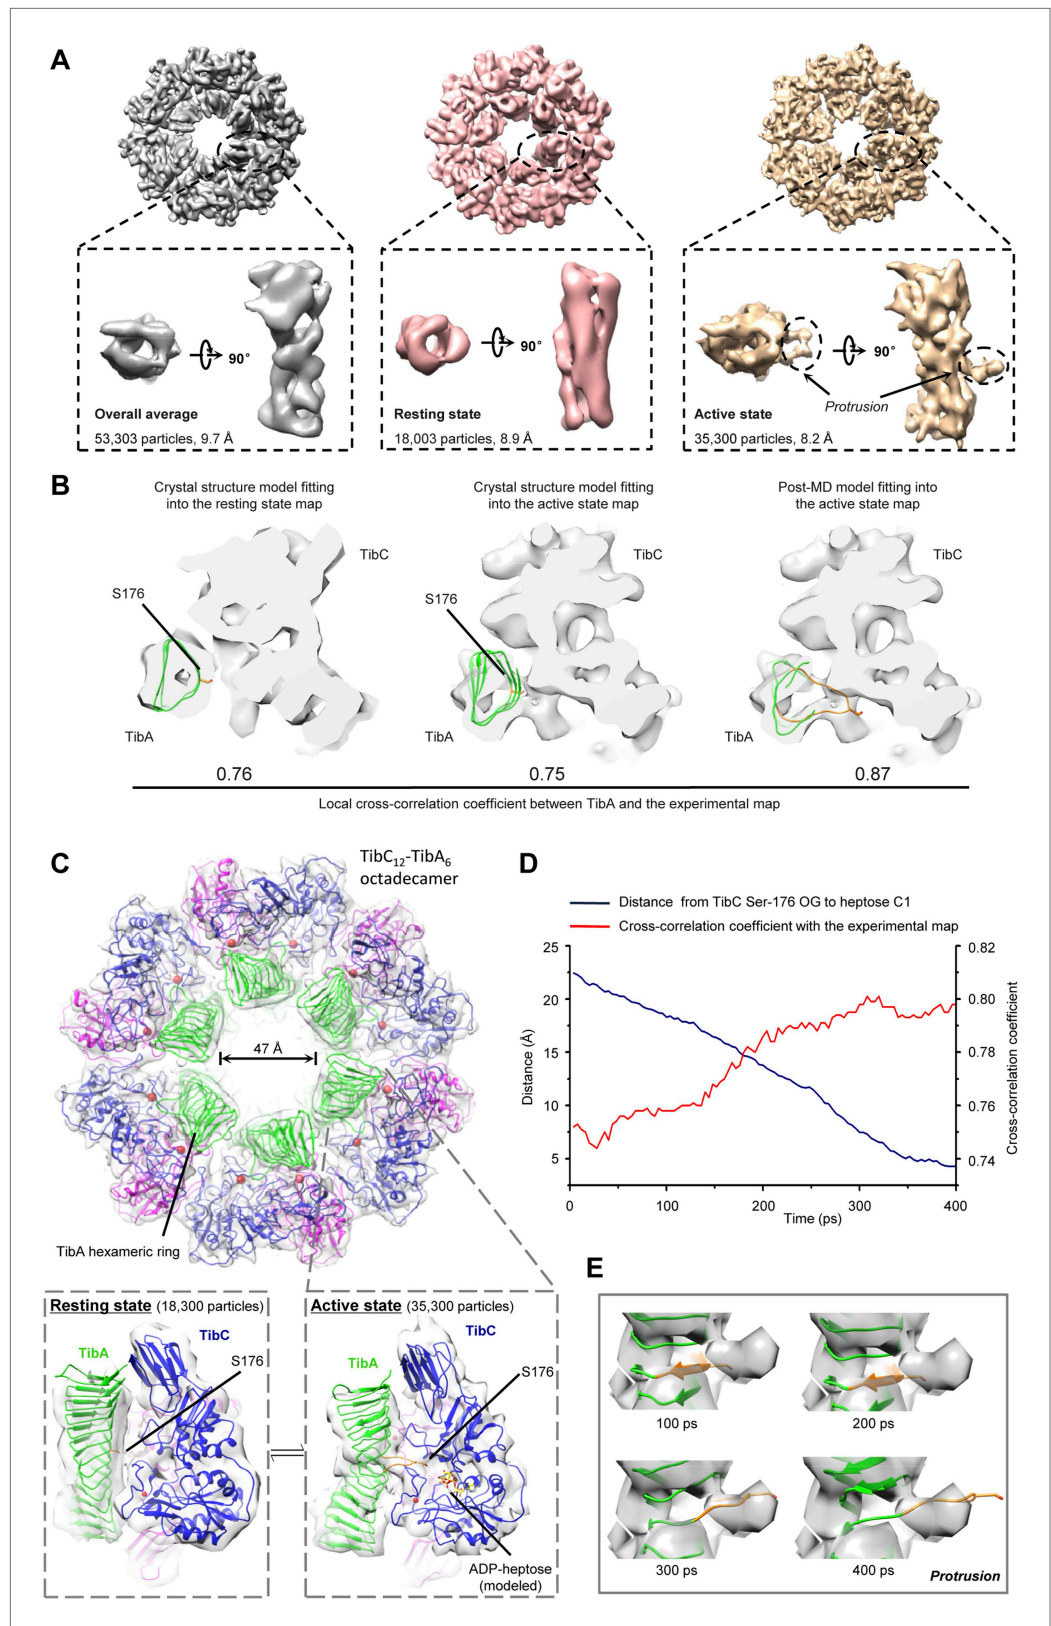 A
90°
90°
90°
Protrusion
Overall average
53,303 particles, 9.7 Å
Resting state
18,003 particles, 8.9 Å
Active state
35,300 particles, 8.2 Å
B
Crystal structure model fitting
into the resting state map
Crystal structure model fitting
into the active state map
Post-MD model fitting into
the active state map
TibC
TibC
TibC
S176
S176
TibA
TibA
TibA
0.76
0.75
0.87
Local cross-correlation coefficient between TibA and the experimental map
C
TibC12-TibA6
octadecamer
47 Å
TibA hexameric ring
Resting state (18,300 particles)
TibC
TibA
S176
Active state (35,300 particles)
TibC
TibA
S176
ADP-heptose
(modeled)
D
Distance from TibC Ser-176 OG to heptose C1
Cross-correlation coefficient with the experimental map
25
20
15
10
5
Distance (Å)
0.82
0.80
0.78
0.76
0.74
Cross-correlation coefficient
0
100
200
300
400
Time (ps)
E
100 ps
200 ps
300 ps
400 ps
Protrusion